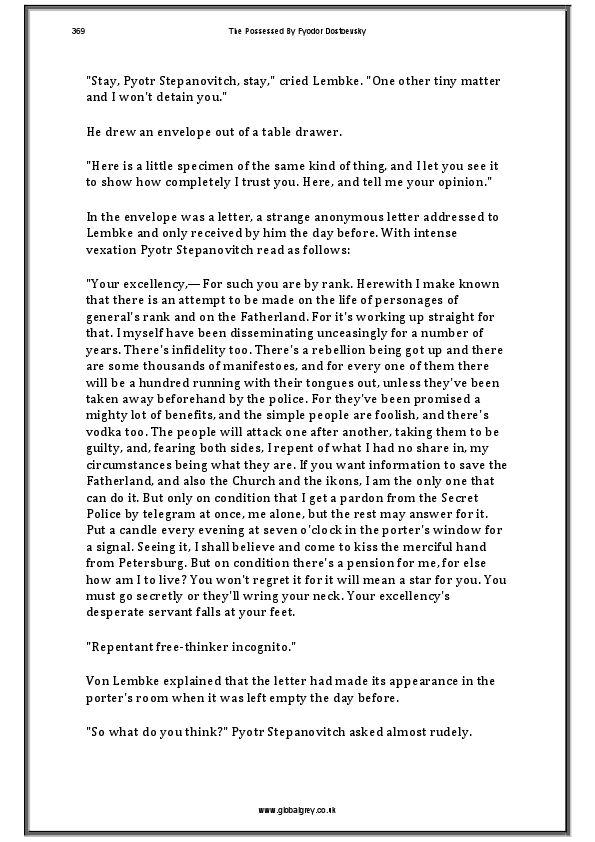 369 The Possessed By Fyodor Dostoevsky
"Stay, Pyotr Stepanovitch, stay," cried Lembke. "One other tiny matter
and I won't detain you."
He drew an envelope out of a table drawer.
"Here is a little specimen of the same kind of thing, and I let you see it
to show how completely I trust you. Here, and tell me your opinion."
In the envelope was a letter, a strange anonymous letter addressed to
Lembke and only received by him the day before. With intense
vexation Pyotr Stepanovitch read as follows:
"Your excellency,—For such you are by rank. Herewith I make known
that there is an attempt to be made on the life of personages of
general's rank and on the Fatherland. For it's working up straight for
that. I myself have been disseminating unceasingly for a number of
years. There's infidelity too. There's a rebellion being got up and there
are some thousands of manifestoes, and for every one of them there
will be a hundred running with their tongues out, unless they've been
taken away beforehand by the police. For they've been promised a
mighty lot of benefits, and the simple people are foolish, and there's
vodka too. The people will attack one after another, taking them to be
guilty, and, fearing both sides, I repent of what I had no share in, my
circumstances being what they are. If you want information to save the
Fatherland, and also the Church and the ikons, I am the only one that
can do it. But only on condition that I get a pardon from the Secret
Police by telegram at once, me alone, but the rest may answer for it.
Put a candle every evening at seven o'clock in the porter's window for
a signal. Seeing it, I shall believe and come to kiss the merciful hand
from Petersburg. But on condition there's a pension for me, for else
how am I to live? You won't regret it for it will mean a star for you. You
must go secretly or they'll wring your neck. Your excellency's
desperate servant falls at your feet.
"Repentant free-thinker incognito."
Von Lembke explained that the letter had made its appearance in the
porter's room when it was left empty the day before.
"So what do you think?" Pyotr Stepanovitch asked almost rudely.
www.globalgrey.co.uk